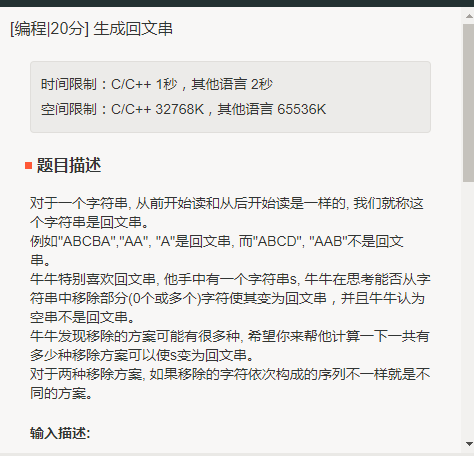 [编程|20分] 生成回文串
时间限制：C/C++ 1秒，其他语言 2秒
空间限制：C/C++ 32768K，其他语言 65536K
题目描述
对于一个字符串, 从前开始读和从后开始读是一样的, 我们就称这
个字符串是回文串。
例如"ABCBA","AA", "A"是回文串, 而"ABCD", "AAB"不是回文
串。
牛牛特别喜欢回文串, 他手中有一个字符串s, 牛牛在思考能否从字
符串中移除部分(0个或多个)字符使其变为回文串，并且牛牛认为
空串不是回文串。
牛牛发现移除的方案可能有很多种, 希望你来帮他计算一下一共有
多少种移除方案可以使s变为回文串。
对于两种移除方案, 如果移除的字符依次构成的序列不一样就是不
同的方案。
输入描述: